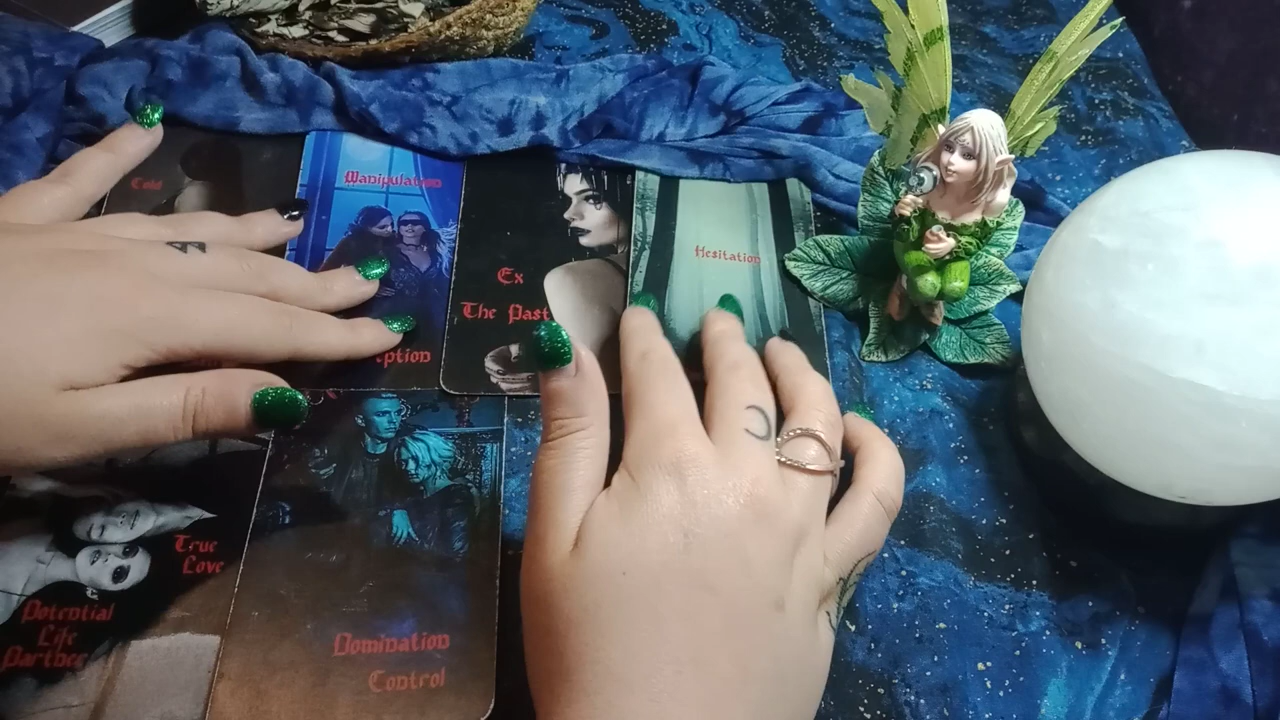 Cold
Manipulation
Ex
The Past
Hesitation
ption
True
Love
Potential
Life
Partner
Domination
Control